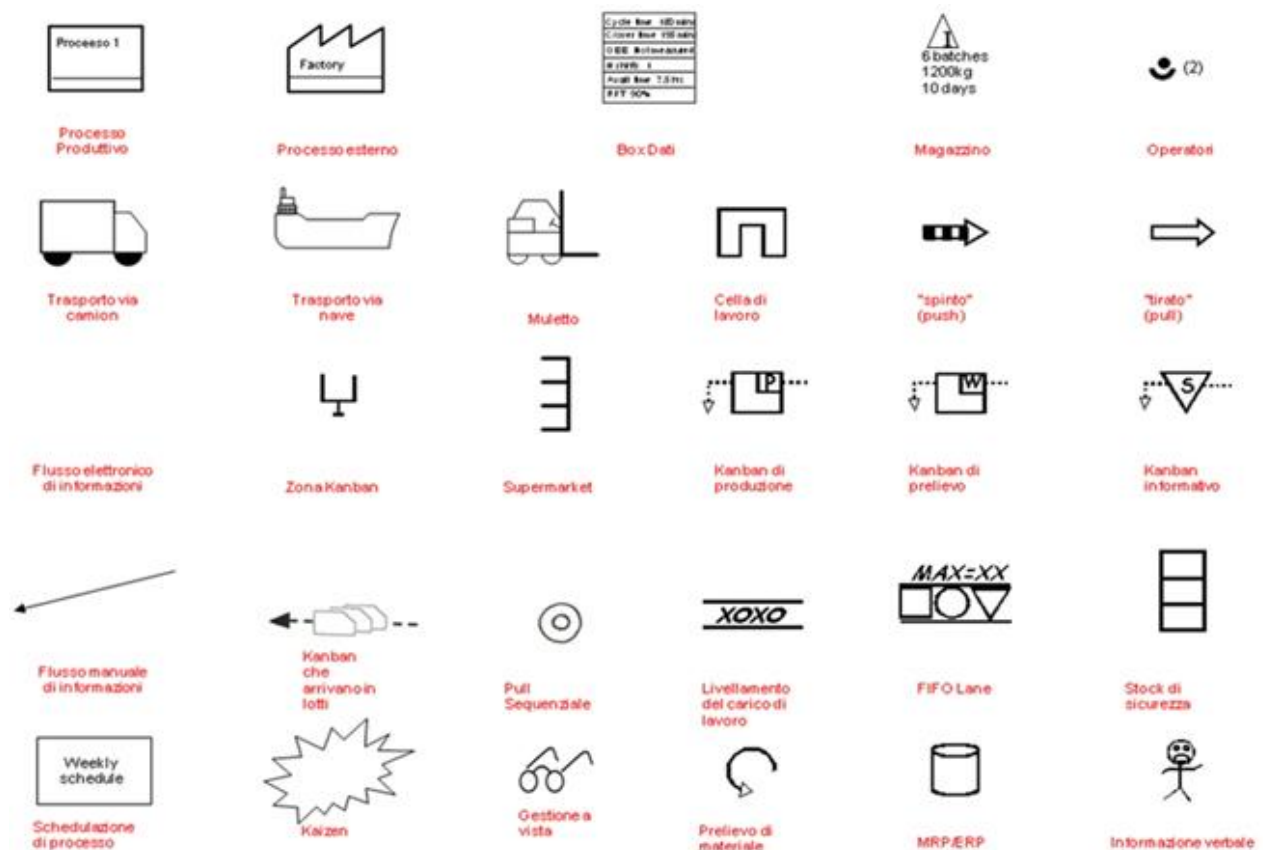 Processo 1
Factory
Cycle time 480 mins
6 batches
1200kg
10 days
I
(2)
Processo
Produttivo
Processo esterno
Box Dati
Magazzino
Operatori
Trasporto via
camion
Trasporto via
nave
Muletto
Cella di
lavoro
"spinto"
(push)
"tirato"
(pull)
P
W
S
Flusso elettronico
di informazioni
Zona Kanban
Supermarket
Kanban di
produzione
Kanban di
prelievo
Kanban
informativo
MAX=XX
XOXO
Flusso manuale
di informazioni
Kanban
che
arrivano in
lotti
Pull
Sequenziale
Livellamento
del carico di
lavoro
FIFO Lane
Stock di
sicurezza
Weekly
schedule
Schedulazione
di processo
Kaizen
Gestione a
vista
Prelievo di
materiale
MRP/ERP
Informazione verbale